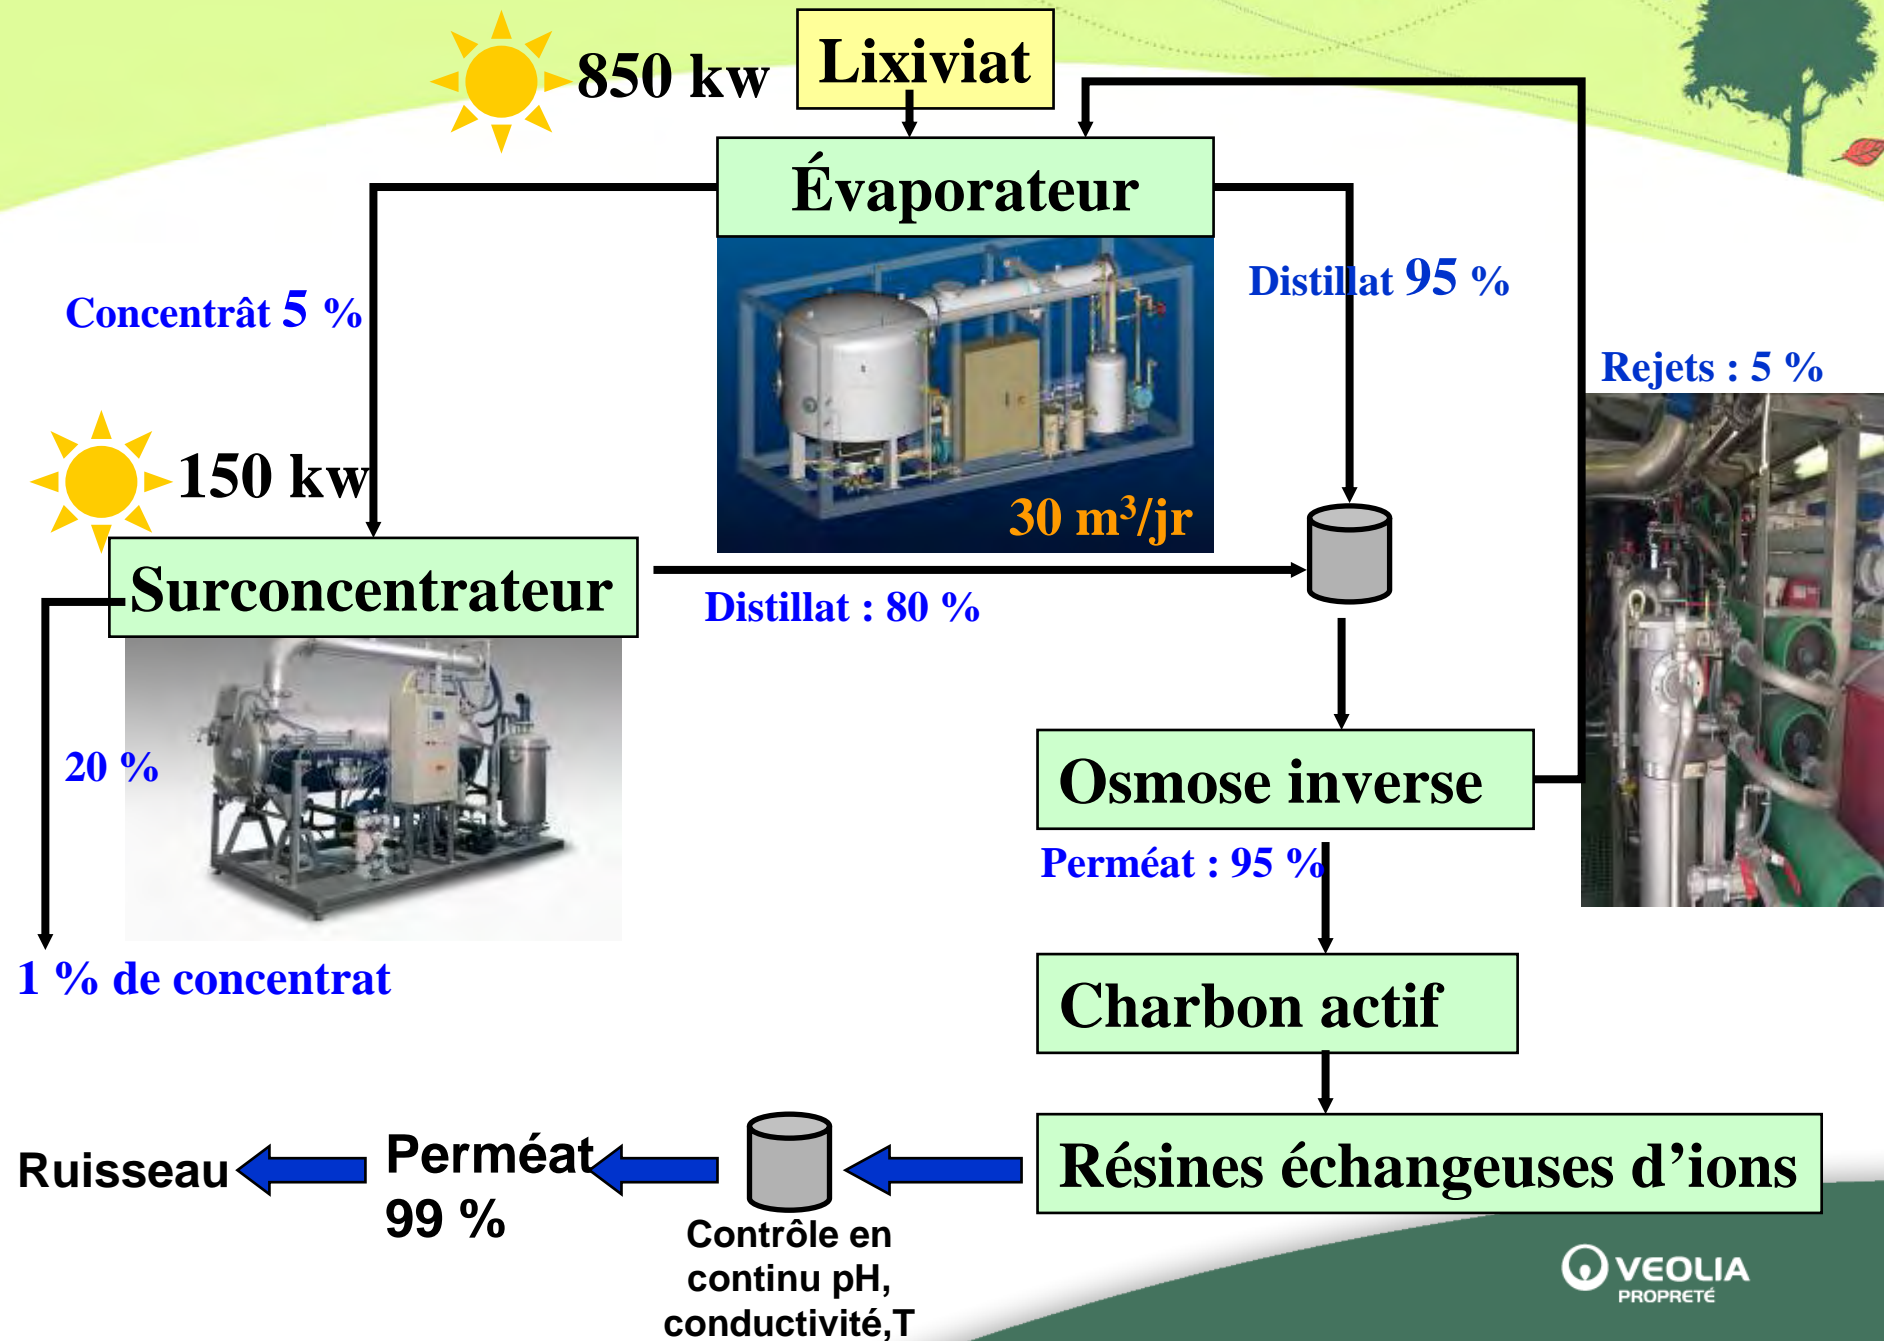 850 kw
Lixiviat
Évaporateur
Concentrât 5 %
Distillat 95 %
Rejets : 5 %
150 kw
30 m³/jr
Surconcentrateur
Distillat : 80 %
20 %
Osmose inverse
Perméat : 95 %
1 % de concentrat
Charbon actif
Résines échangeuses d’ions
Ruisseau
Perméat
99 %
Contrôle en
continu pH,
conductivité,T
VEOLIA
PROPRETÉ